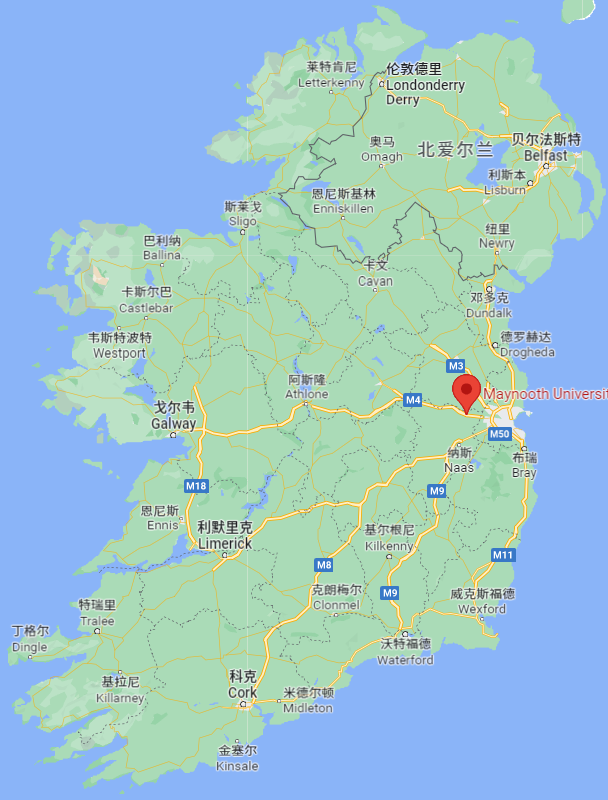 莱特肯尼
Letterkenny
伦敦德里
Londonderry
Derry
奥马
Omagh
北爱尔兰
贝尔法斯特
Belfast
利斯本
Lisburn
恩尼斯基林
Enniskillen
斯莱戈
Sligo
纽里
Newry
巴利纳
Ballina
卡文
Cavan
卡斯尔巴
Castlebar
邓多克
Dundalk
韦斯特波特
Westport
德罗赫达
Drogheda
M3
阿斯隆
Athlone
M4
Maynooth Universit
戈尔韦
Galway
M50
纳斯
Naas
布瑞
Bray
M18
M9
恩尼斯
Ennis
利默里克
Limerick
基尔根尼
Kilkenny
M11
M8
M9
克朗梅尔
Clonmel
威克斯福德
Wexford
特瑞里
Tralee
丁格尔
Dingle
沃特福德
Waterford
基拉尼
Killarney
科克
Cork
米德尔顿
Midleton
金塞尔
Kinsale